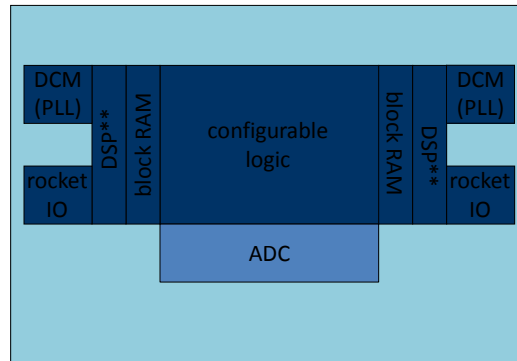 DCM
(PLL)
DSP**
block RAM
configurable
logic
block RAM
DSP**
DCM
(PLL)
rocket
IO
rocket
IO
ADC